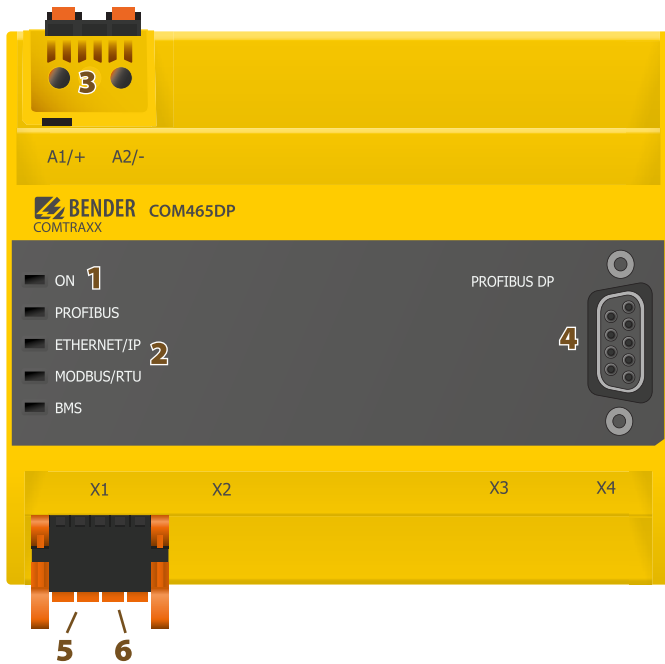 3
A1/+ A2/-
BENDER COM465DP
COMTRAXX
ON 1
PROFIBUS DP
PROFIBUS
ETHERNET/IP 2
4
MODBUS/RTU
BMS
X1 X2 X3 X4
5 6